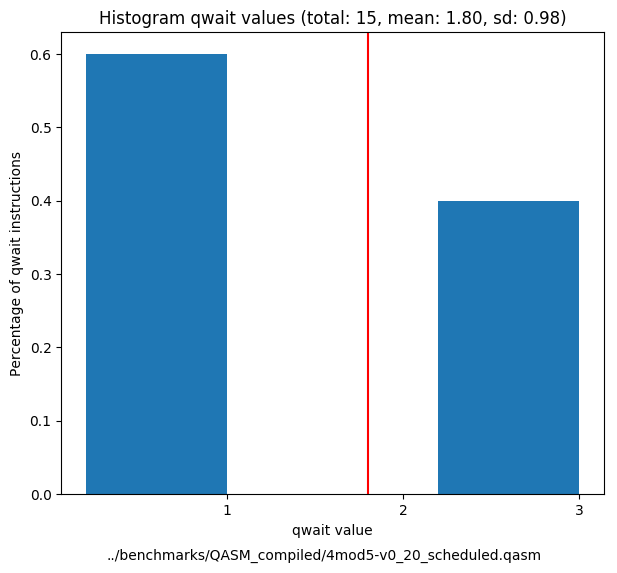 Histogram qwait values (total: 15, mean: 1.80, sd: 0.98)
Percentage of qwait instructions
0.6
0.5
0.4
0.3
0.2
0.1
0.0
1 2 3
qwait value
../benchmarks/QASM_compiled/4mod5-v0_20_scheduled.qasm